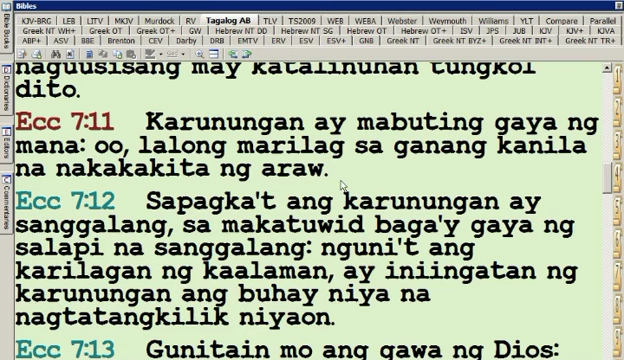 Bibles
KJV-BRG LEB LITV MKJV Murdock RV Tagalog AB TLV TS2009 WEB WEBA Webster Weymouth Williams YLT Compare Parallel
Greek NT WH+ Greek OT Greek OT+ GW Hebrew NT DD Hebrew NT SG Hebrew OT Hebrew OT+ ISV JPS JUB KJV KJV+ KJVA
ABP+ ASV BBE Brenton CEV Darby DRB EMTV ERV ESV ESV+ GNB Greek NT Greek NT BYZ+ Greek NT INT+ Greek NT TR+
Bible Books
Dictionaries
Editors
Commentaries
naguusisang may katalinuhan tungkol
dito.
Ecc 7:11 Karunungan ay mabuting gaya ng
mana: oo, lalong marilag sa ganang kanila
na nakakakita ng araw.
Ecc 7:12 Sapagka't ang karunungan ay
sanggalang, sa makatuwid baga'y gaya ng
salapi na sanggalang: nguni't ang
karilagan ng kaalaman, ay iniingatan ng
karunungan ang buhay niya na
nagtatangkilik niyaon.
Ecc 7:13 Gunitain mo ang gawa ng Dios: